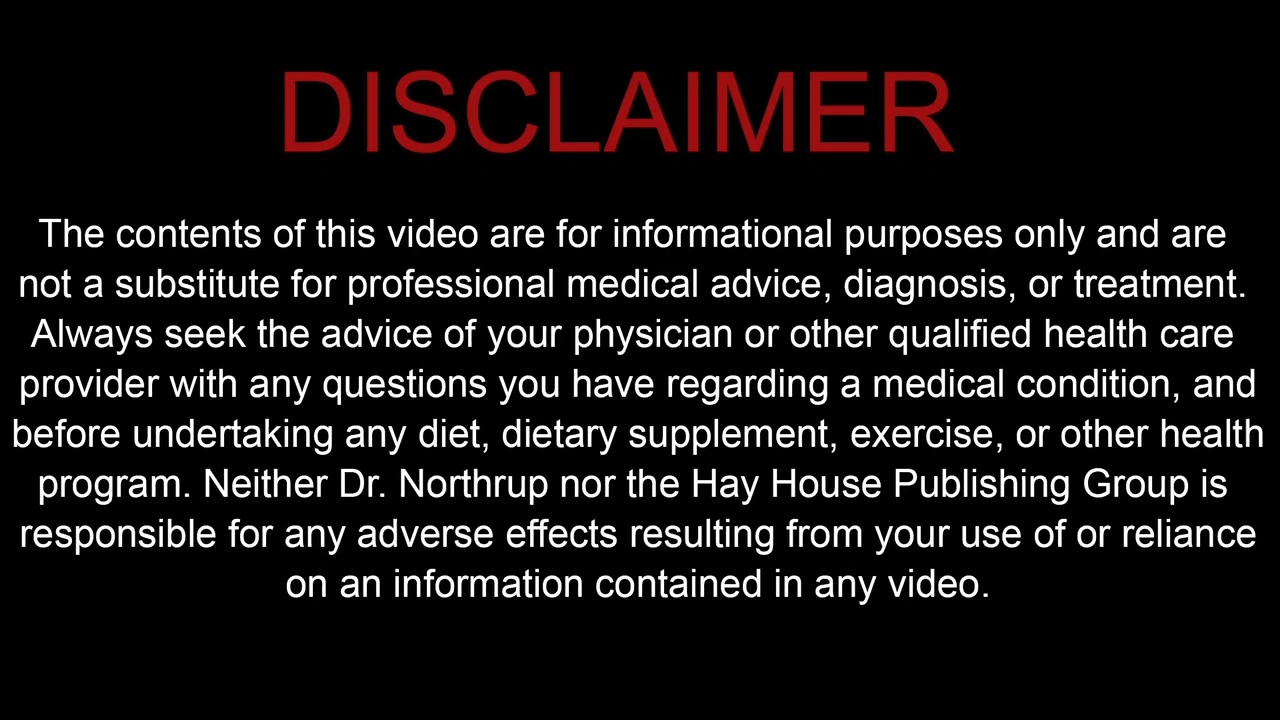 DISCLAIMER
The contents of this video are for informational purposes only and are
not a substitute for professional medical advice, diagnosis, or treatment.
Always seek the advice of your physician or other qualified health care
provider with any questions you have regarding a medical condition, and
before undertaking any diet, dietary supplement, exercise, or other health
program. Neither Dr. Northrup nor the Hay House Publishing Group is
responsible for any adverse effects resulting from your use of or reliance
on an information contained in any video.